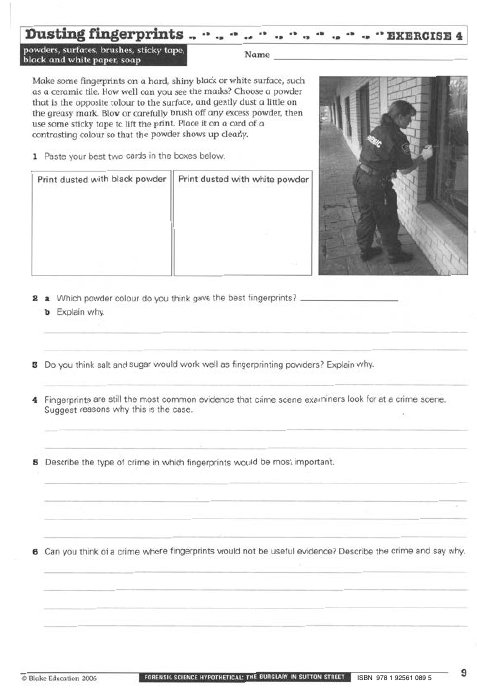 Dusting fingerprints EXERCISE 4
powders, surfaces, brushes, sticky tape,
black and white paper, soap
Name
Make some fingerprints on a hard, shiny black or white surface, such
as a ceramic tile. How well can you see the marks? Choose a powder
that is the opposite colour to the surface, and gently dust a little on
the greasy mark. Blow or carefully brush off any excess powder, then
use some sticky tape to lift the print. Place it on a card of a
contrasting colour so that the powder shows up clearly.
1 Paste your best two cards in the boxes below.
Print dusted with black powder
Print dusted with white powder
2 a Which powder colour do you think gave the best fingerprints?
b Explain why.
3 Do you think salt and sugar would work well as fingerprinting powders? Explain why.
4 Fingerprints are still the most common evidence that crime scene examiners look for at a crime scene.
Suggest reasons why this is the case.
5 Describe the type of crime in which fingerprints would be most important.
6 Can you think of a crime where fingerprints would not be useful evidence? Describe the crime and say why.
9
© Blake Education 2006
FORENSIC SCIENCE HYPOTHETICAL: THE BURGLARY IN SUTTON STREET
ISBN 978 1 92561 089 5